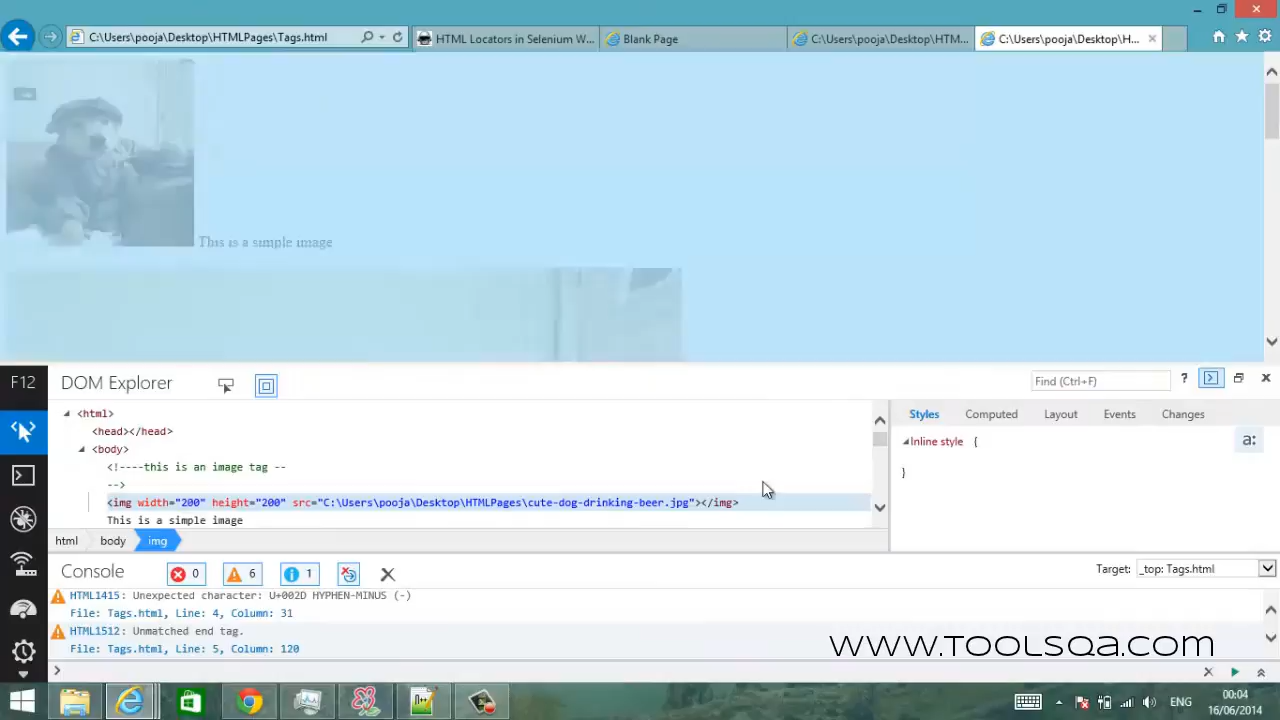 C:\Users\pooja\Desktop\HTMLPages\Tags.html
HTML Locators in Selenium W...
Blank Page
C:\Users\pooja\Desktop\HTM...
C:\Users\pooja\Desktop\H...
This is a simple image
F12
DOM Explorer
Find (Ctrl+F)
?
<html>
<head></head>
<body>
<!----this is an image tag --
-->
<img width="200" height="200" src="C:\Users\pooja\Desktop\HTMLPages\cute-dog-drinking-beer.jpg"></img>
This is a simple image
html
body
img
Styles
Computed
Layout
Events
Changes
Inline style {
}
a:
Console
0
6
1
Target: _top: Tags.html
HTML1415: Unexpected character: U+002D HYPHEN-MINUS (-)
File: Tags.html, Line: 4, Column: 31
HTML1512: Unmatched end tag.
File: Tags.html, Line: 5, Column: 120
www.TOOLSQA.com
ENG
00:04
16/06/2014